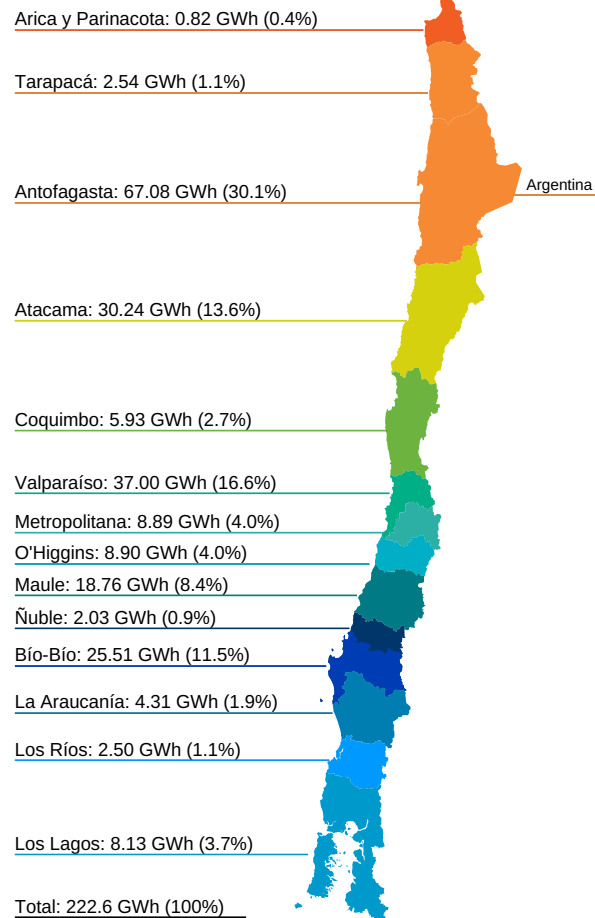 Arica y Parinacota: 0.82 GWh (0.4%)
Tarapacá: 2.54 GWh (1.1%)
Antofagasta: 67.08 GWh (30.1%)
Argentina
Atacama: 30.24 GWh (13.6%)
Coquimbo: 5.93 GWh (2.7%)
Valparaíso: 37.00 GWh (16.6%)
Metropolitana: 8.89 GWh (4.0%)
O'Higgins: 8.90 GWh (4.0%)
Maule: 18.76 GWh (8.4%)
Ñuble: 2.03 GWh (0.9%)
Bío-Bío: 25.51 GWh (11.5%)
La Araucanía: 4.31 GWh (1.9%)
Los Ríos: 2.50 GWh (1.1%)
Los Lagos: 8.13 GWh (3.7%)
Total: 222.6 GWh (100%)